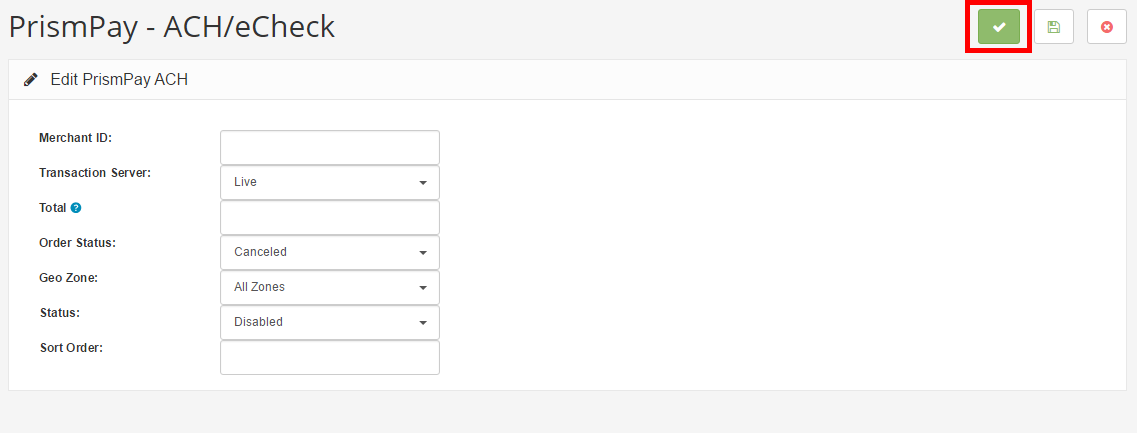 PrismPay - ACH/eCheck
Edit PrismPay ACH
Merchant ID:
Transaction Server:
Live
Total ?
Order Status:
Canceled
Geo Zone:
All Zones
Status:
Disabled
Sort Order: